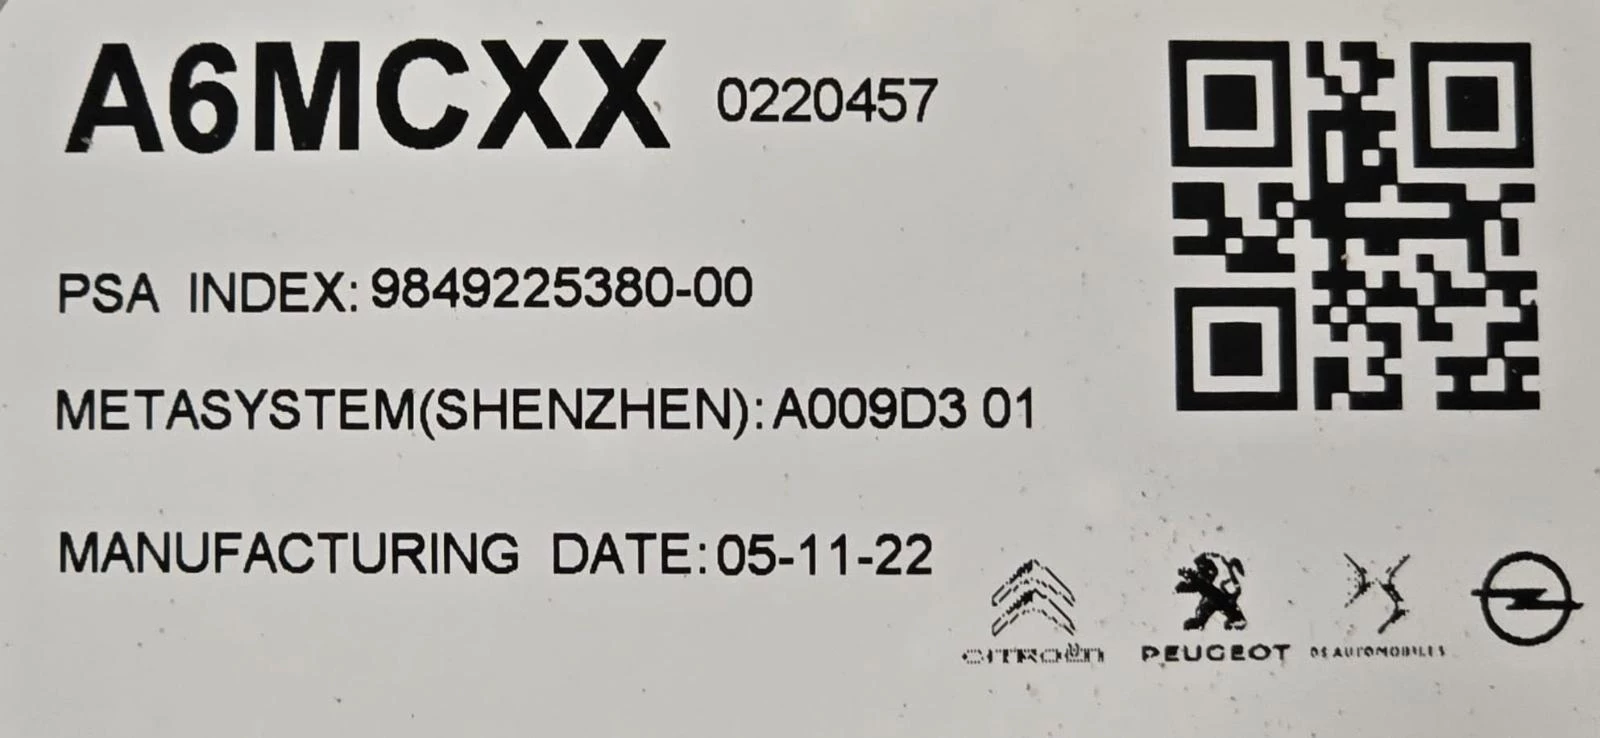 A6MCXX 0220457
PSA INDEX: 9849225380-00
METASYSTEM(SHENZHEN): A009D3 01
MANUFACTURING DATE: 05-11-22
CITROËN PEUGEOT DS AUTOMOBILES